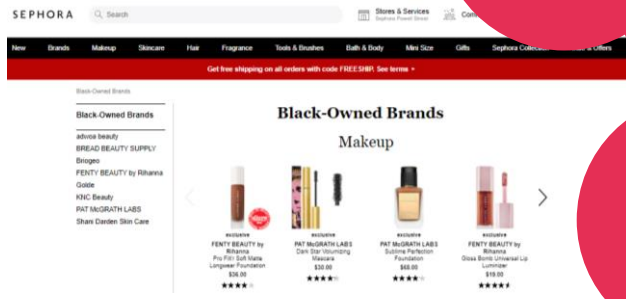 SEPHORA
Search
Stores & Services
Sephora Powell Street
New
Brands
Makeup
Skincare
Hair
Fragrance
Tools & Brushes
Bath & Body
Mini Size
Gifts
Sephora
& Offers
Get free shipping on all orders with code FREESHIP. See terms
Black-Owned Brands
Black-Owned Brands
adwoa beauty
BREAD BEAUTY SUPPLY
Briogeo
FENTY BEAUTY by Rihanna
Golde
KNC Beauty
PAT McGRATH LABS
Shani Darden Skin Care
Black-Owned Brands
Makeup
exclusive
FENTY BEAUTY by
Rihanna
Pro Filt'r Soft Matte
Longwear Foundation
$36.00
exclusive
PAT McGRATH LABS
Dark Star Volumizing
Mascara
$30.00
exclusive
PAT McGRATH LABS
Sublime Perfection
Foundation
$68.00
exclusive
FENTY BEAUTY by
Rihanna
Gloss Bomb Universal Lip
Luminizer
$19.00